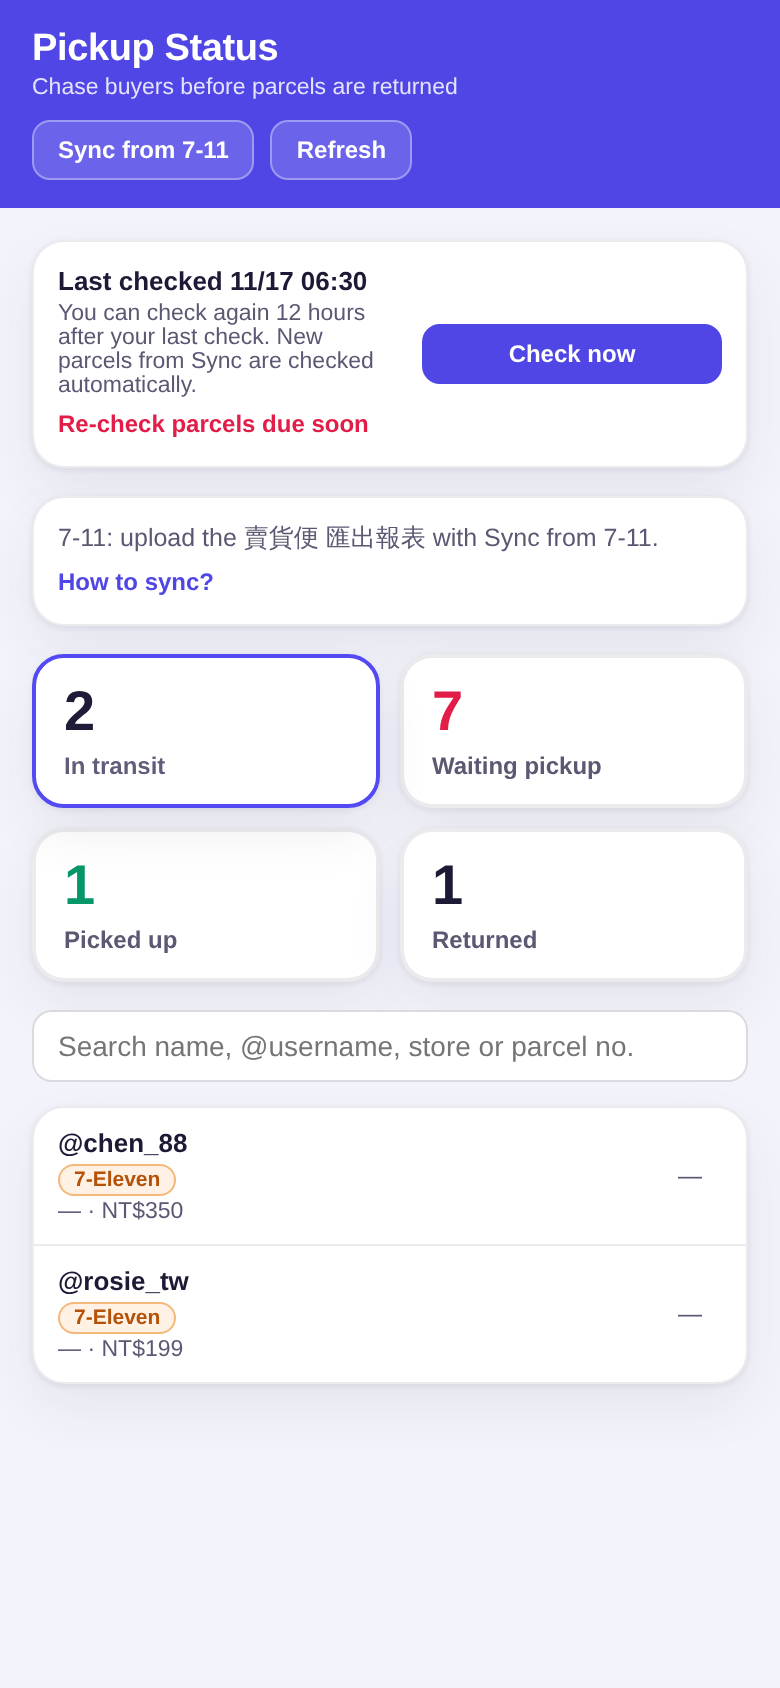 Pickup Status
Chase buyers before parcels are returned
Sync from 7-11
Refresh
Last checked 11/17 06:30
You can check again 12 hours
after your last check. New
parcels from Sync are checked
automatically.
Check now
Re-check parcels due soon
7-11: upload the 賣貨便 匯出報表 with Sync from 7-11.
How to sync?
2
In transit
7
Waiting pickup
1
Picked up
1
Returned
Search name, @username, store or parcel no.
@chen_88
7-Eleven
— · NT$350
—
@rosie_tw
7-Eleven
— · NT$199
—